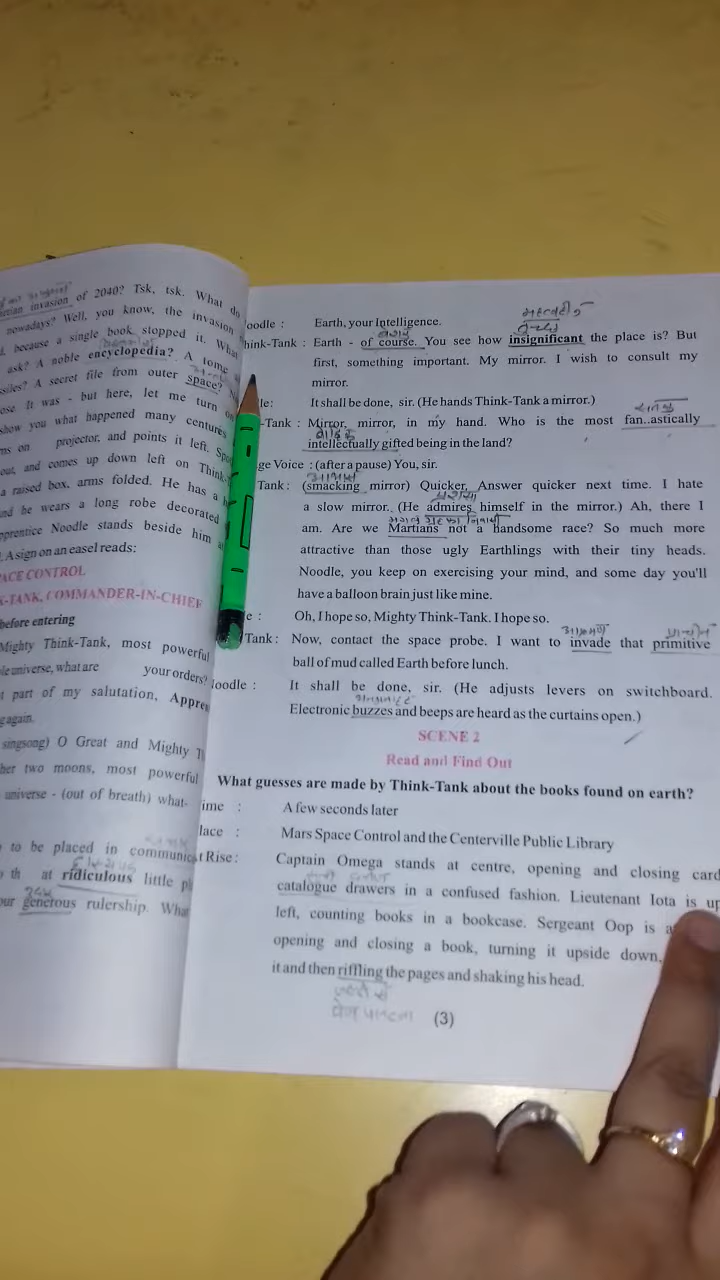 invasion of 2040? Tsk, tsk. What do
nowadays? Well, you know, the invasion
because a single book stopped it. What
ask? A noble encyclopedia? A tome
siles? A secret file from outer space?
ose. It was - but here, let me turn
show you what happened many centuries
ns on projector, and points it left. Spo
out, and comes up down left on Think-
a raised box, arms folded. He has a
nd he wears a long robe decorated
pprentice Noodle stands beside him
. A sign on an easel reads:
ACE CONTROL
K-TANK, COMMANDER-IN-CHIEF
before entering
Mighty Think-Tank, most powerful
ole universe, what are your orders?
t part of my salutation, Appre
g again.
singsong) O Great and Mighty T
her two moons, most powerful
universe - (out of breath) what-
to be placed in communicat
th at ridiculous little pl
our generous rulership. Wha
oodle : Earth, your Intelligence.
तुच्छ
hink-Tank : Earth - of course. You see how insignificant the place is? But
first, something important. My mirror. I wish to consult my
mirror.
le: It shall be done, sir. (He hands Think-Tank a mirror.)
-Tank : Mirror, mirror, in my hand. Who is the most fan..astically
intellectually gifted being in the land?
ge Voice : (after a pause) You, sir.
Tank: (smacking mirror) Quicker, Answer quicker next time. I hate
a slow mirror. (He admires himself in the mirror.) Ah, there I
am. Are we Martians not a handsome race? So much more
attractive than those ugly Earthlings with their tiny heads.
Noodle, you keep on exercising your mind, and some day you'll
have a balloon brain just like mine.
e : Oh, I hope so, Mighty Think-Tank. I hope so.
Tank: Now, contact the space probe. I want to invade that primitive
ball of mud called Earth before lunch.
loodle : It shall be done, sir. (He adjusts levers on switchboard.
Electronic buzzes and beeps are heard as the curtains open.)
SCENE 2
Read and Find Out
What guesses are made by Think-Tank about the books found on earth?
ime : A few seconds later
lace : Mars Space Control and the Centerville Public Library
t Rise : Captain Omega stands at centre, opening and closing card
catalogue drawers in a confused fashion. Lieutenant Iota is up
left, counting books in a bookcase. Sergeant Oop is a
opening and closing a book, turning it upside down,
it and then riffling the pages and shaking his head.
(3)